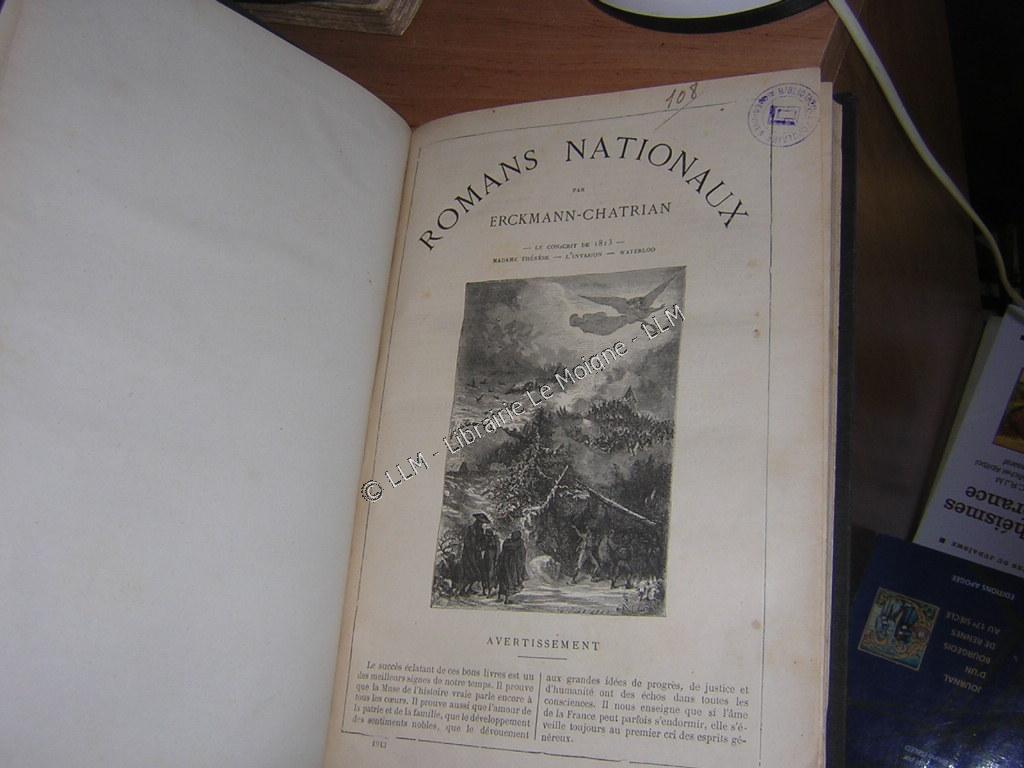 108
ROMANS NATIONAUX
PAR
ERCKMANN-CHATRIAN
— LE CONSCRIT DE 1813 —
MADAME THÉRÈSE — L'INVASION — WATERLOO
© LLM - Librairie Le Moigne - LLM
AVERTISSEMENT
Le succès éclatant de ces bons livres est un
des meilleurs signes de notre temps. Il prouve
que la Muse de l'histoire vraie parle encore à
tous les cœurs. Il prouve aussi que l'amour de
la patrie et de la famille, que le développement
des sentiments nobles, que le dévouement
aux grandes idées de progrès, de justice et
d'humanité ont des échos dans toutes les
consciences. Il nous enseigne que si l'âme
de la France peut parfois s'endormir, elle s'é-
veille toujours au premier cri des esprits gé-
néreux.
héismes
rance
JOURNAL
D'UN
BOURGEOIS
DE RENNES
AU 17e SIÈCLE
EDITIONS APOGÉE